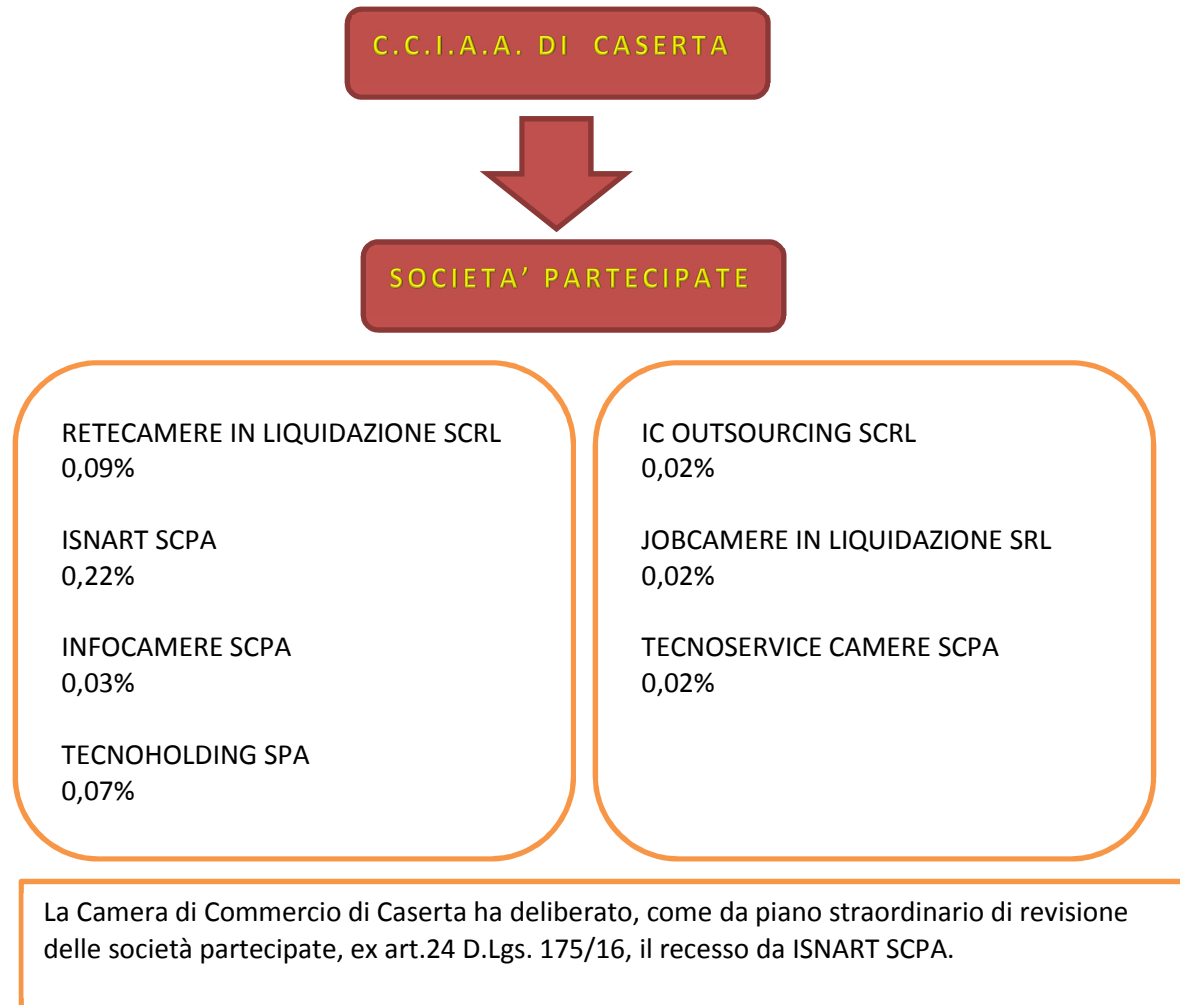 C.C.I.A.A. DI CASERTA
SOCIETA’ PARTECIPATE
RETECAMERE IN LIQUIDAZIONE SCRL
0,09%
ISNART SCPA
0,22%
INFOCAMERE SCPA
0,03%
TECNOHOLDING SPA
0,07%
IC OUTSOURCING SCRL
0,02%
JOBCAMERE IN LIQUIDAZIONE SRL
0,02%
TECNOSERVICE CAMERE SCPA
0,02%
La Camera di Commercio di Caserta ha deliberato, come da piano straordinario di revisione
delle società partecipate, ex art.24 D.Lgs. 175/16, il recesso da ISNART SCPA.